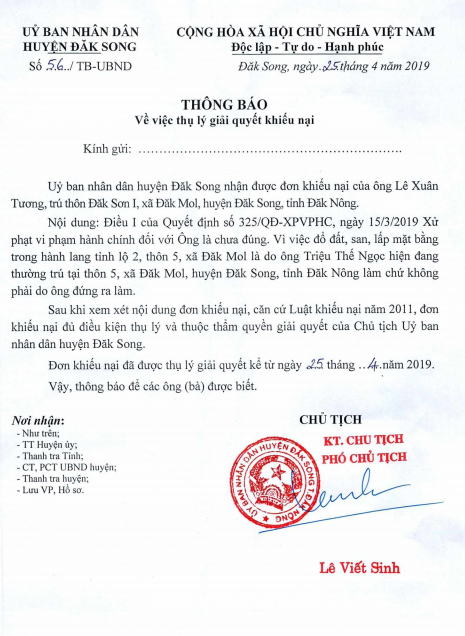 UỶ BAN NHÂN DÂN
HUYỆN ĐĂK SONG
Số 56../ TB-UBND
CỘNG HÒA XÃ HỘI CHỦ NGHĨA VIỆT NAM
Độc lập - Tự do - Hạnh phúc
Đăk Song, ngày.25.tháng 4 năm 2019
THÔNG BÁO
Về việc thụ lý giải quyết khiếu nại
Kính gửi: ……………………………………………………….
Uỷ ban nhân dân huyện Đăk Song nhận được đơn khiếu nại của ông Lê Xuân
Tương, trú thôn Đăk Sơn I, xã Đăk Mol, huyện Đăk Song, tỉnh Đăk Nông.
Nội dung: Điều I của Quyết định số 325/QĐ-XPVPHC, ngày 15/3/2019 Xử
phạt vi phạm hành chính đối với Ông là chưa đúng. Vì việc đổ đất, san, lấp mặt bằng
trong hành lang tỉnh lộ 2, thôn 5, xã Đăk Mol là do ông Triệu Thế Ngọc hiện đang
thường trú tại thôn 5, xã Đăk Mol, huyện Đăk Song, tỉnh Đăk Nông làm chứ không
phải do ông đứng ra làm.
Sau khi xem xét nội dung đơn khiếu nại, căn cứ Luật khiếu nại năm 2011, đơn
khiếu nại đủ điều kiện thụ lý và thuộc thẩm quyền giải quyết của Chủ tịch Uỷ ban
nhân dân huyện Đăk Song.
Đơn khiếu nại đã được thụ lý giải quyết kể từ ngày 25 tháng ..4.năm 2019.
Vậy, thông báo để các ông (bà) được biết.
Nơi nhận:
- Như trên;
- TT Huyện ủy;
- Thanh tra Tỉnh;
- CT, PCT UBND huyện;
- Thanh tra huyện;
- Lưu VP, Hồ sơ.
CHỦ TỊCH
KT. CHỦ TỊCH
PHÓ CHỦ TỊCH
ỦY BAN NHÂN DÂN HUYỆN ĐĂK SONG T.ĐĂK NÔNG
Lê Viết Sinh